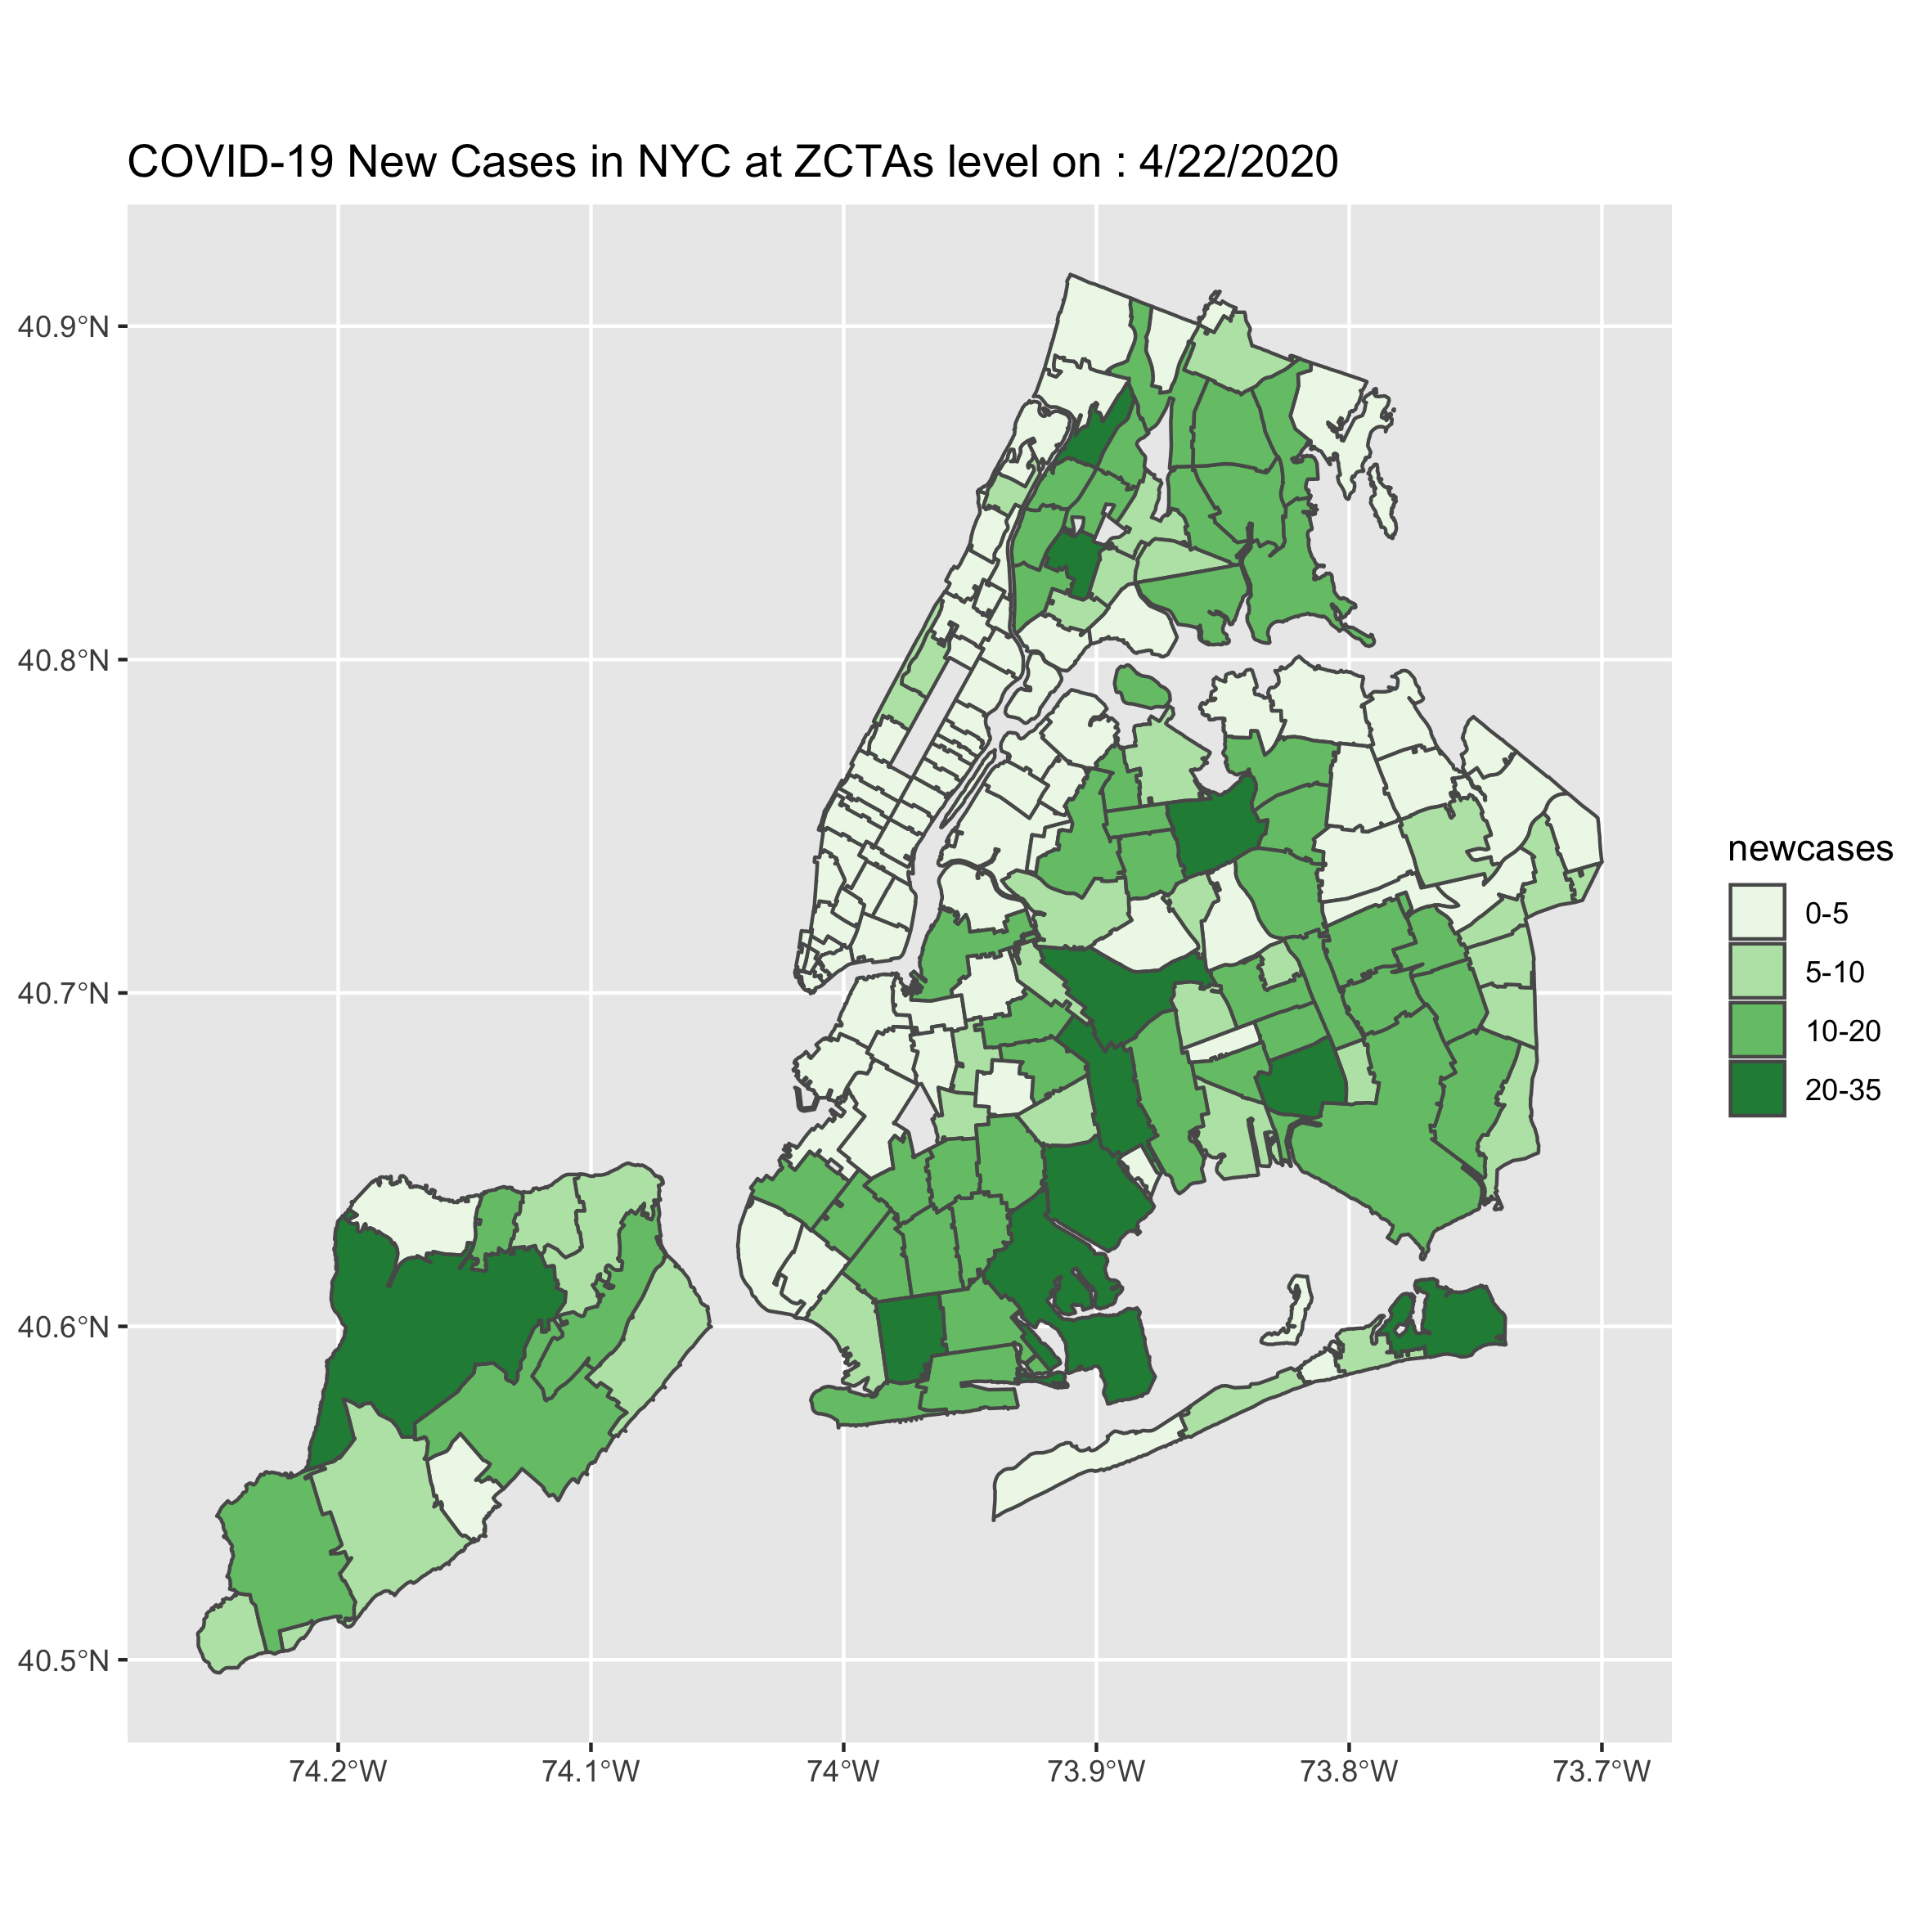 COVID-19 New Cases in NYC at ZCTAs level on : 4/22/2020
40.9°N
40.8°N
40.7°N
40.6°N
40.5°N
74.2°W
74.1°W
74°W
73.9°W
73.8°W
73.7°W
newcases
0-5
5-10
10-20
20-35